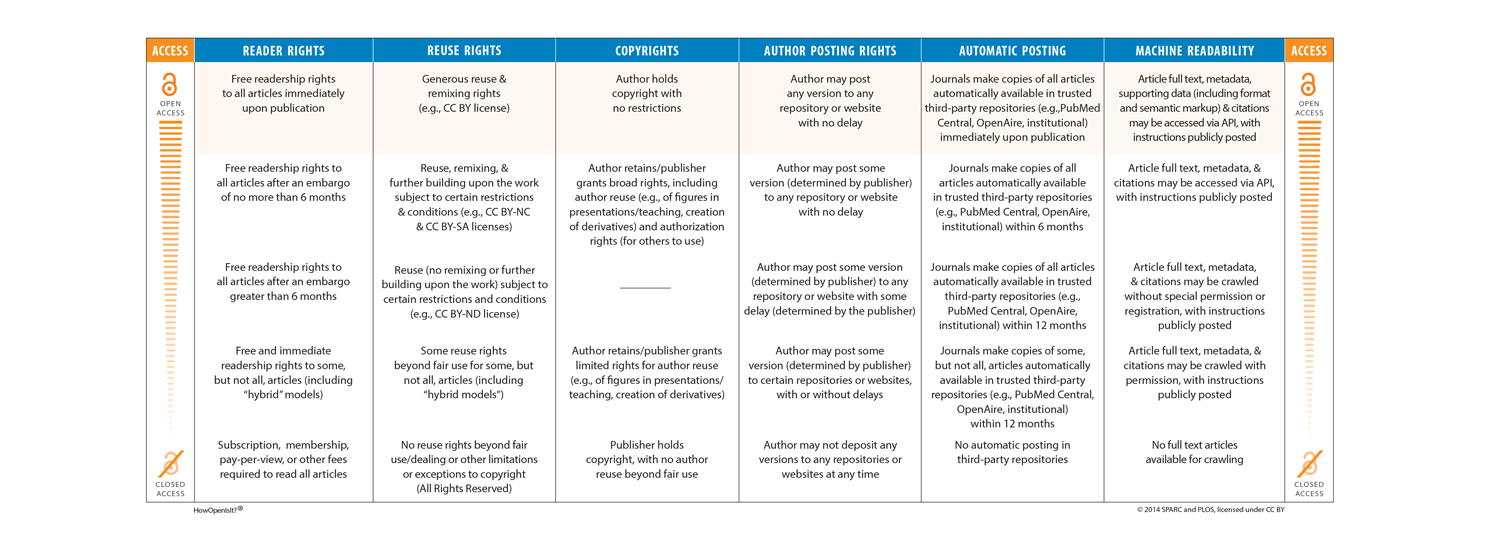 ACCESS
READER RIGHTS
REUSE RIGHTS
COPYRIGHTS
AUTHOR POSTING RIGHTS
AUTOMATIC POSTING
MACHINE READABILITY
ACCESS
OPEN
ACCESS
Free readership rights
to all articles immediately
upon publication
Generous reuse &
remixing rights
(e.g., CC BY license)
Author holds
copyright with
no restrictions
Author may post
any version to any
repository or website
with no delay
Journals make copies of all articles
automatically available in trusted
third-party repositories (e.g.,PubMed
Central, OpenAire, institutional)
immediately upon publication
Article full text, metadata,
supporting data (including format
and semantic markup) & citations
may be accessed via API, with
instructions publicly posted
OPEN
ACCESS
Free readership rights to
all articles after an embargo
of no more than 6 months
Reuse, remixing, &
further building upon the work
subject to certain restrictions
& conditions (e.g., CC BY-NC
& CC BY-SA licenses)
Author retains/publisher
grants broad rights, including
author reuse (e.g., of figures in
presentations/teaching, creation
of derivatives) and authorization
rights (for others to use)
Author may post some
version (determined by publisher)
to any repository or website
with no delay
Journals make copies of all
articles automatically available
in trusted third-party repositories
(e.g., PubMed Central, OpenAire,
institutional) within 6 months
Article full text, metadata, &
citations may be accessed via API,
with instructions publicly posted
Free readership rights to
all articles after an embargo
greater than 6 months
Reuse (no remixing or further
building upon the work) subject to
certain restrictions and conditions
(e.g., CC BY-ND license)
Author may post some version
(determined by publisher) to any
repository or website with some
delay (determined by the publisher)
Journals make copies of all articles
automatically available in trusted
third-party repositories (e.g.,
PubMed Central, OpenAire,
institutional) within 12 months
Article full text, metadata,
& citations may be crawled
without special permission or
registration, with instructions
publicly posted
Free and immediate
readership rights to some,
but not all, articles (including
“hybrid” models)
Some reuse rights
beyond fair use for some, but
not all, articles (including
“hybrid models”)
Author retains/publisher grants
limited rights for author reuse
(e.g., of figures in presentations/
teaching, creation of derivatives)
Author may post some
version (determined by publisher)
to certain repositories or websites,
with or without delays
Journals make copies of some,
but not all, articles automatically
available in trusted third-party
repositories (e.g., PubMed Central,
OpenAire, institutional)
within 12 months
Article full text, metadata, &
citations may be crawled with
permission, with instructions
publicly posted
Subscription, membership,
pay-per-view, or other fees
required to read all articles
No reuse rights beyond fair
use/dealing or other limitations
or exceptions to copyright
(All Rights Reserved)
Publisher holds
copyright, with no author
reuse beyond fair use
Author may not deposit any
versions to any repositories or
websites at any time
No automatic posting in
third-party repositories
No full text articles
available for crawling
CLOSED
ACCESS
CLOSED
ACCESS
HowOpenIsIt?®
© 2014 SPARC and PLOS, licensed under CC BY